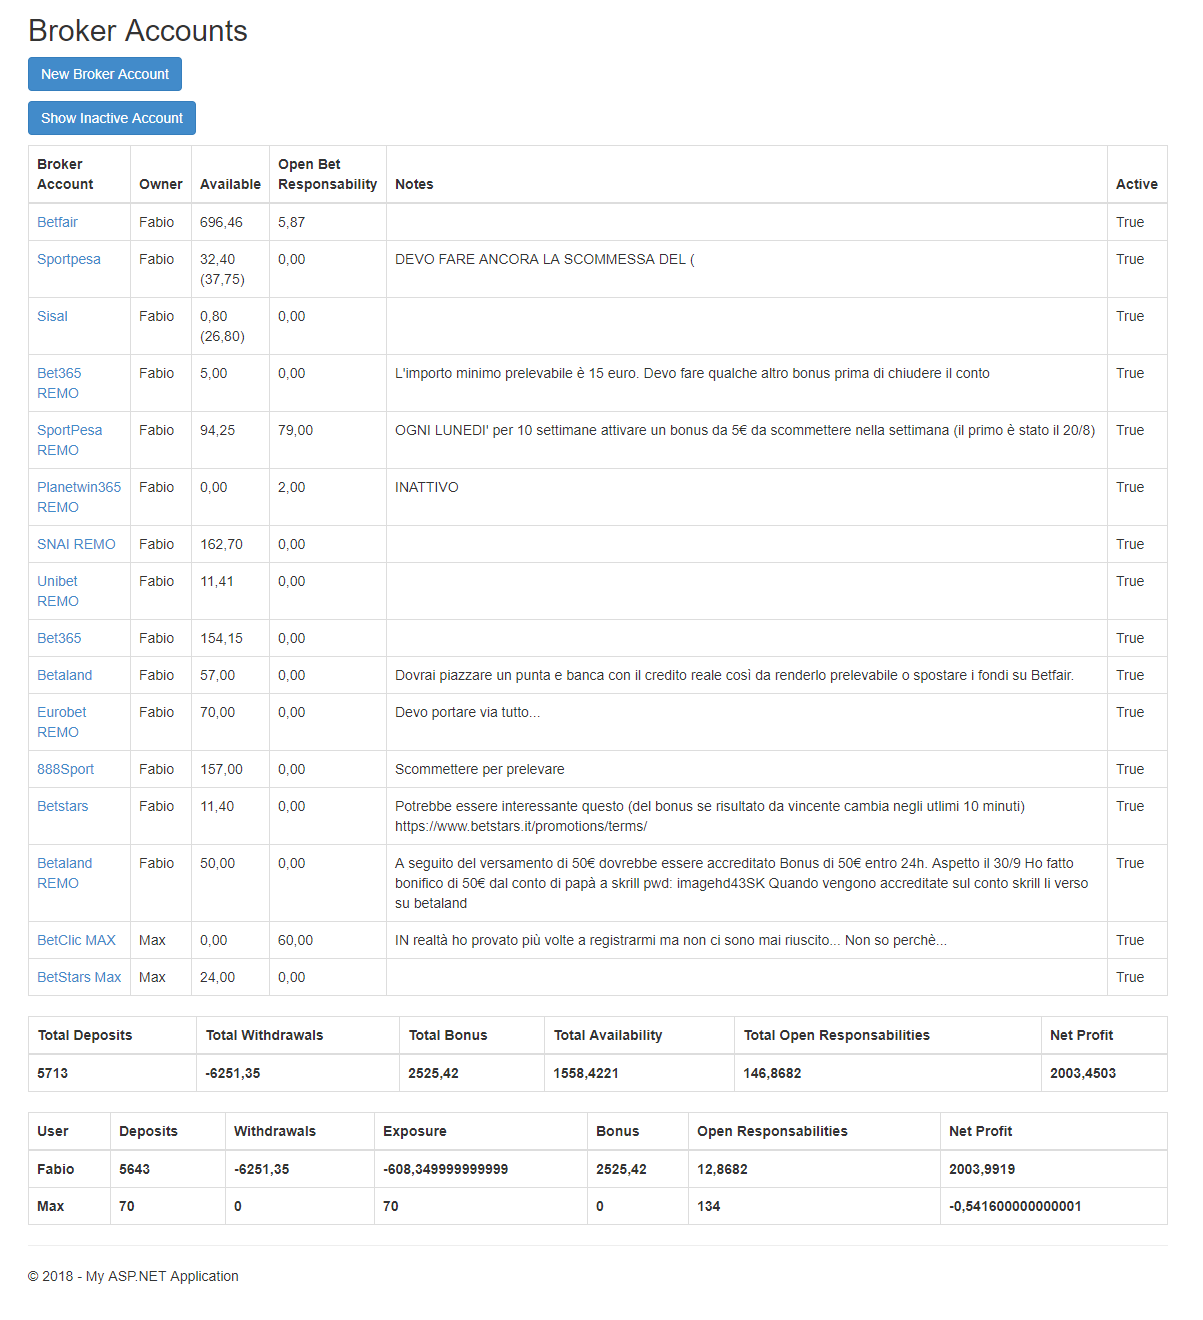 Broker Accounts
New Broker Account
Show Inactive Account
Broker Account Owner Available Open Bet Responsability Notes Active
Betfair Fabio 696,46 5,87 True
Sportpesa Fabio 32,40 0,00 DEVO FARE ANCORA LA SCOMMESSA DEL ( True
(37,75)
Sisal Fabio 0,80 0,00 True
(26,80)
Bet365 Fabio 5,00 0,00 L'importo minimo prelevabile è 15 euro. Devo fare qualche altro bonus prima di chiudere il conto True
REMO
SportPesa Fabio 94,25 79,00 OGNI LUNEDI' per 10 settimane attivare un bonus da 5€ da scommettere nella settimana (il primo è stato il 20/8) True
REMO
Planetwin365 Fabio 0,00 2,00 INATTIVO True
REMO
SNAI REMO Fabio 162,70 0,00 True
Unibet Fabio 11,41 0,00 True
REMO
Bet365 Fabio 154,15 0,00 True
Betaland Fabio 57,00 0,00 Dovrai piazzare un punta e banca con il credito reale così da renderlo prelevabile o spostare i fondi su Betfair. True
Eurobet Fabio 70,00 0,00 Devo portare via tutto... True
REMO
888Sport Fabio 157,00 0,00 Scommettere per prelevare True
Betstars Fabio 11,40 0,00 Potrebbe essere interessante questo (del bonus se risultato da vincente cambia negli utlimi 10 minuti) True
https://www.betstars.it/promotions/terms/
Betaland Fabio 50,00 0,00 A seguito del versamento di 50€ dovrebbe essere accreditato Bonus di 50€ entro 24h. Aspetto il 30/9 Ho fatto True
REMO bonifico di 50€ dal conto di papà a skrill pwd: imagehd43SK Quando vengono accreditate sul conto skrill li verso
su betaland
BetClic MAX Max 0,00 60,00 IN realtà ho provato più volte a registrarmi ma non ci sono mai riuscito... Non so perchè... True
BetStars Max Max 24,00 0,00 True
Total Deposits Total Withdrawals Total Bonus Total Availability Total Open Responsabilities Net Profit
5713 -6251,35 2525,42 1558,4221 146,8682 2003,4503
User Deposits Withdrawals Exposure Bonus Open Responsabilities Net Profit
Fabio 5643 -6251,35 -608,349999999999 2525,42 12,8682 2003,9919
Max 70 0 70 0 134 -0,541600000000001
© 2018 - My ASP.NET Application